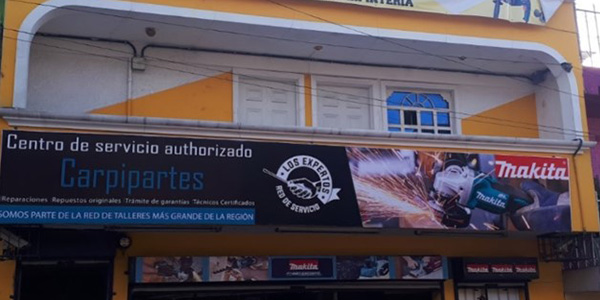 Centro de servicio authorizado
Carpipartes
Reparaciones Repuestos originales Trámite de garantías Técnicos Certificados
SOMOS PARTE DE LA RED DE TALLERES MÁS GRANDE DE LA REGIÓN
LOS EXPERTOS
RED DE SERVICIO
Makita
makita
Makita
Makita Makita